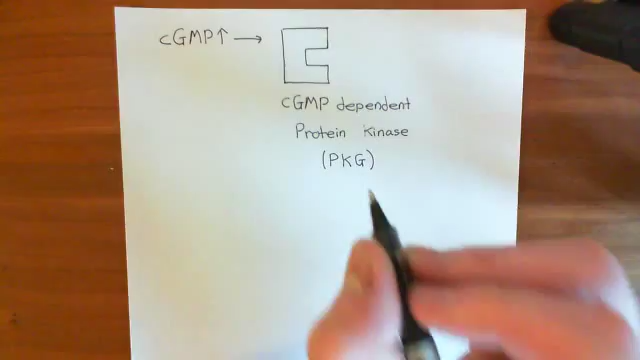 cGMP↑ →
cGMP dependent
Protein Kinase
(PKG)